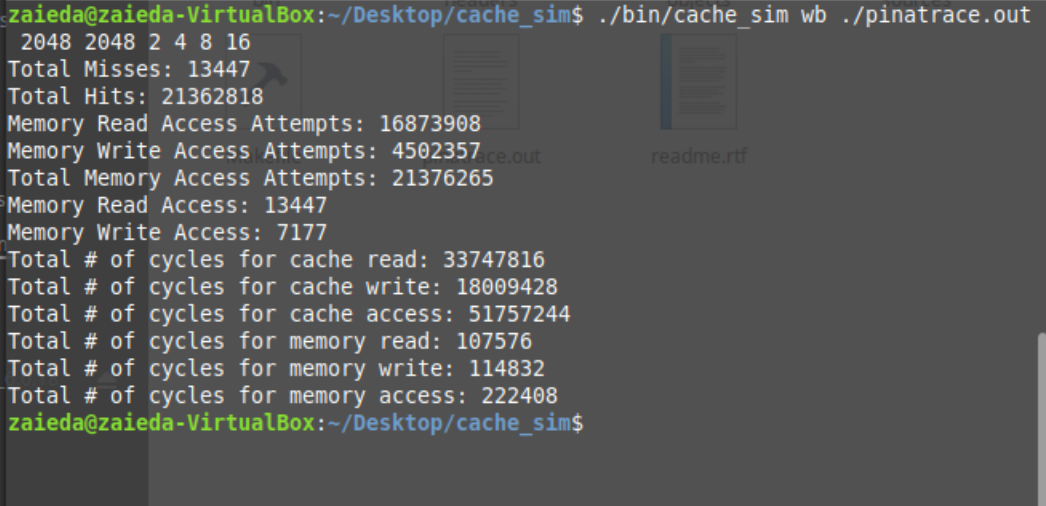 zaieda@zaieda-VirtualBox:~/Desktop/cache_sim$ ./bin/cache_sim wb ./pinatrace.out
2048 2048 2 4 8 16
Total Misses: 13447
Total Hits: 21362818
Memory Read Access Attempts: 16873908
Memory Write Access Attempts: 4502357
Total Memory Access Attempts: 21376265
Memory Read Access: 13447
Memory Write Access: 7177
Total # of cycles for cache read: 33747816
Total # of cycles for cache write: 18009428
Total # of cycles for cache access: 51757244
Total # of cycles for memory read: 107576
Total # of cycles for memory write: 114832
Total # of cycles for memory access: 222408
zaieda@zaieda-VirtualBox:~/Desktop/cache_sim$
readme.rtf